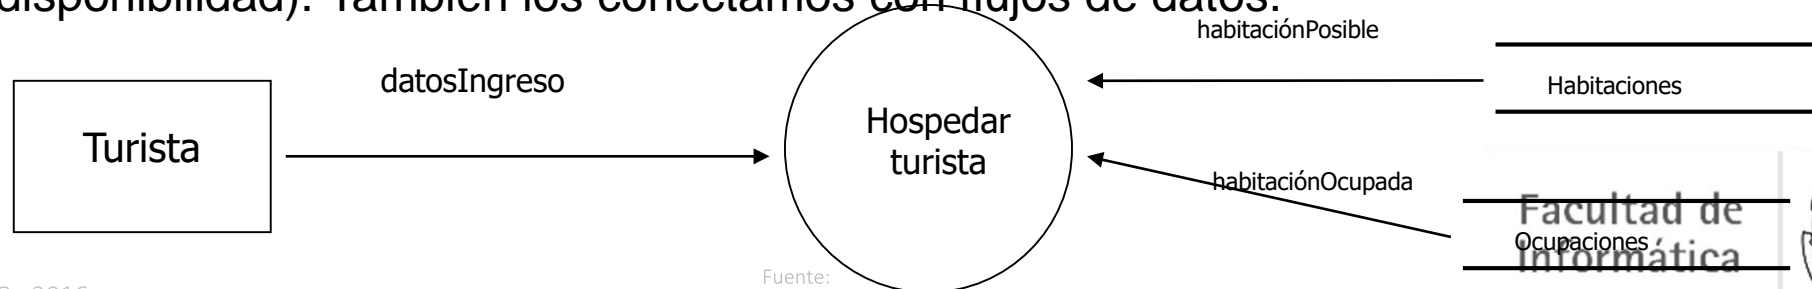 disponibilidad). También los conectamos con flujos de datos.
habitaciónPosible
datosIngreso
Habitaciones
Hospedar
turista
Turista
habitaciónOcupada
Facultad de
Ocupaciones
Informática
Fuente:
2016